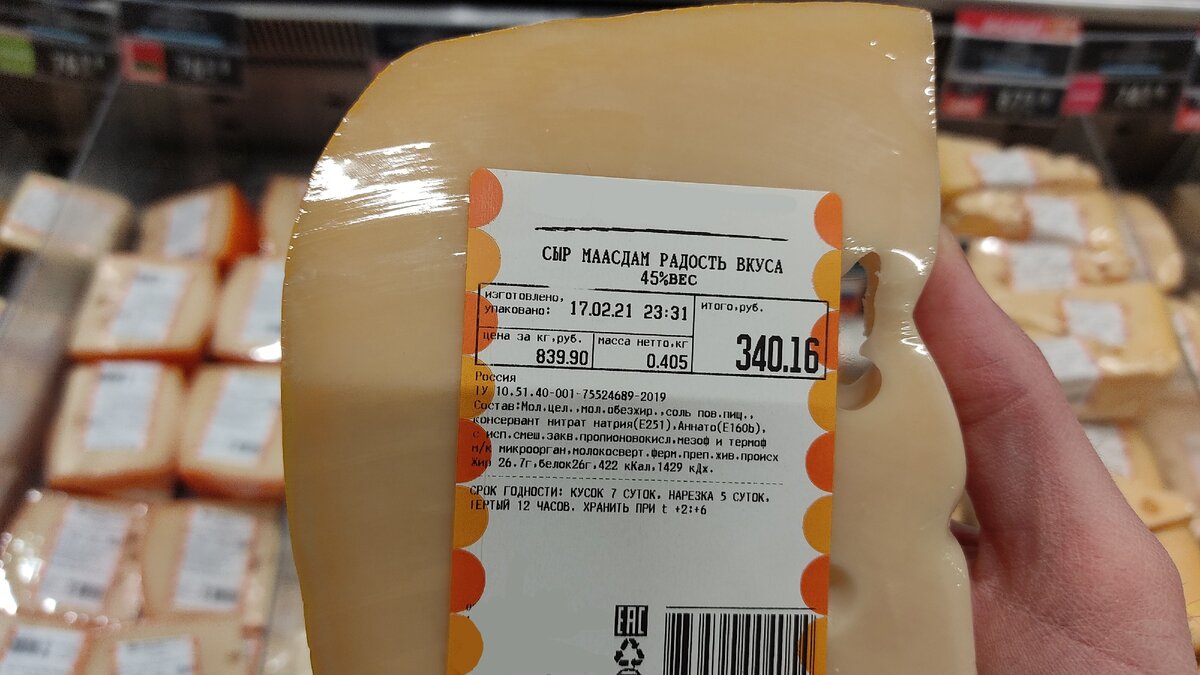 СЫР МААСДАМ РАДОСТЬ ВКУСА
45%ВЕС
изготовлено,
упаковано: 17.02.21 23:31
итого,руб.
340.16
цена за кг,руб.
839.90
масса нетто,кг
0.405
Россия
ТУ 10.51.40-001-75524689-2019
Состав:Мол.цел.,мол.обезжир.,соль пов.пищ.,
консервант нитрат натрия(Е251),Аннато(Е160b),
с исп.смеш.закв.пропионовокисл.мезоф и термоф
м/к микроорган,молокосверт.ферм.преп.жив.происх
Жир 26.7г,белок26г,422 кКал,1429 кДж.
СРОК ГОДНОСТИ: КУСОК 7 СУТОК, НАРЕЗКА 5 СУТОК,
ТЕРТЫЙ 12 ЧАСОВ. ХРАНИТЬ ПРИ t +2:+6
ЕАС